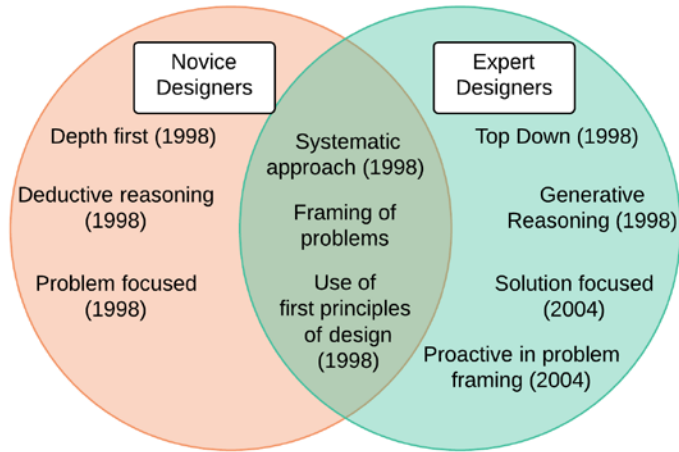 Novice
Designers
Depth first (1998)
Deductive reasoning
(1998)
Problem focused
(1998)
Systematic
approach (1998)
Framing of
problems
Use of
first principles
of design
(1998)
Expert
Designers
Top Down (1998)
Generative
Reasoning (1998)
Solution focused
(2004)
Proactive in problem
framing (2004)